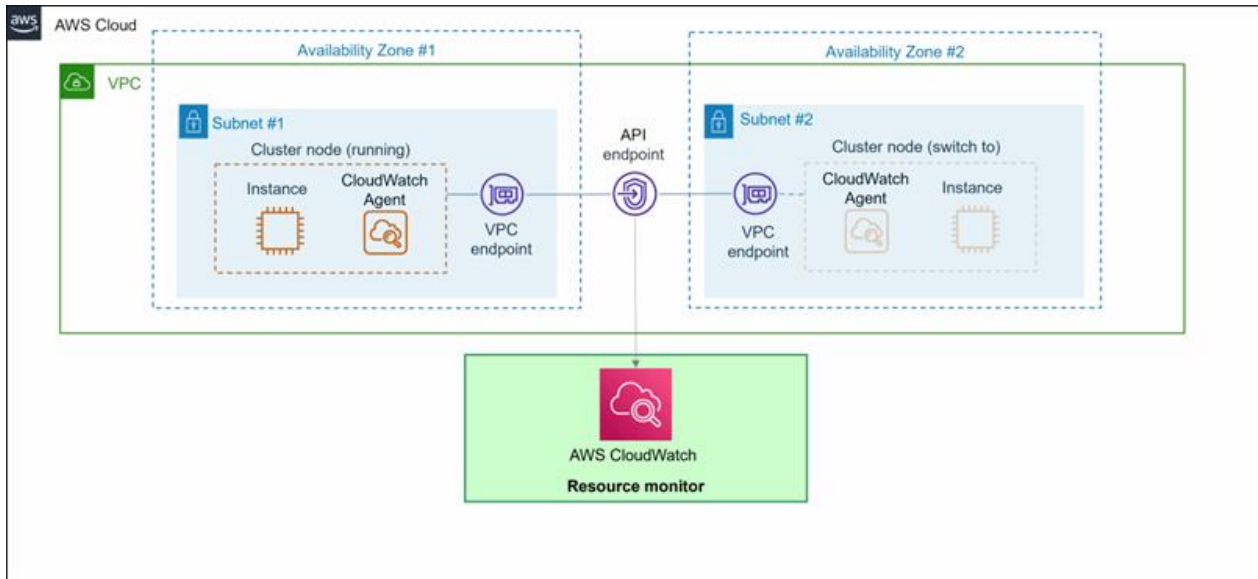 aws
AWS Cloud
Availability Zone #1
Availability Zone #2
VPC
Subnet #1
Cluster node (running)
Instance
CloudWatch
Agent
VPC
endpoint
API
endpoint
Subnet #2
Cluster node (switch to)
VPC
endpoint
CloudWatch
Agent
Instance
AWS CloudWatch
Resource monitor